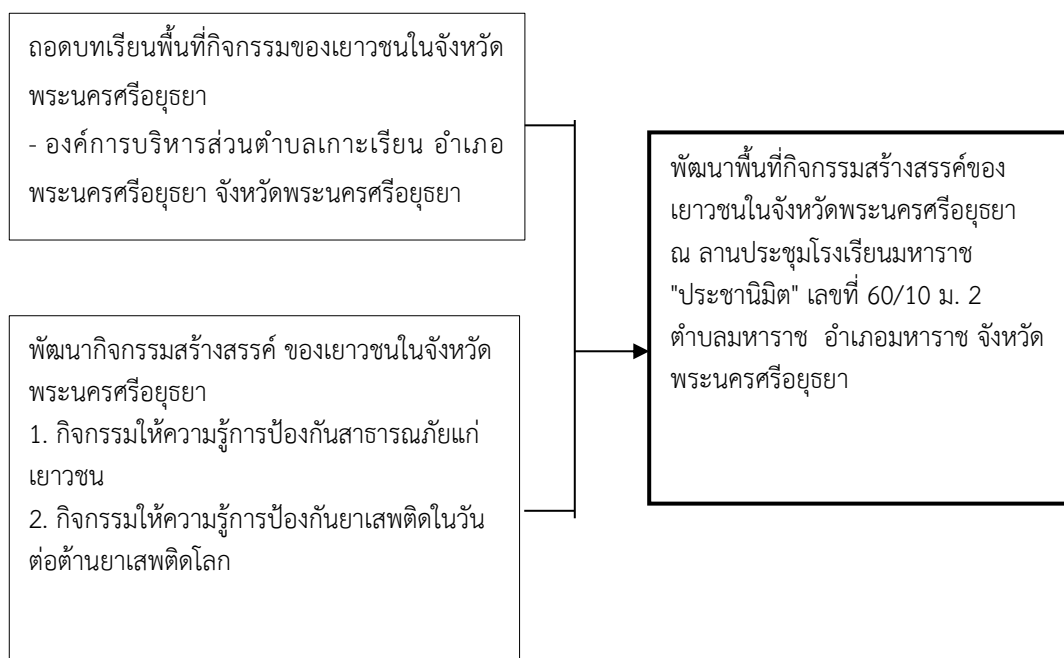 ถอดบทเรียนพื้นที่กิจกรรมของเยาวชนในจังหวัด
พระนครศรีอยุธยา
- องค์การบริหารส่วนตำบลเกาะเรียน อำเภอ
พระนครศรีอยุธยา จังหวัดพระนครศรีอยุธยา
พัฒนากิจกรรมสร้างสรรค์ ของเยาวชนในจังหวัด
พระนครศรีอยุธยา
1. กิจกรรมให้ความรู้การป้องกันสาธารณภัยแก่
เยาวชน
2. กิจกรรมให้ความรู้การป้องกันยาเสพติดในวัน
ต่อต้านยาเสพติดโลก
พัฒนาพื้นที่กิจกรรมสร้างสรรค์ของ
เยาวชนในจังหวัดพระนครศรีอยุธยา
ณ ลานประชุมโรงเรียนมหาราช
"ประชานิมิต" เลขที่ 60/10 ม. 2
ตำบลมหาราช อำเภอมหาราช จังหวัด
พระนครศรีอยุธยา